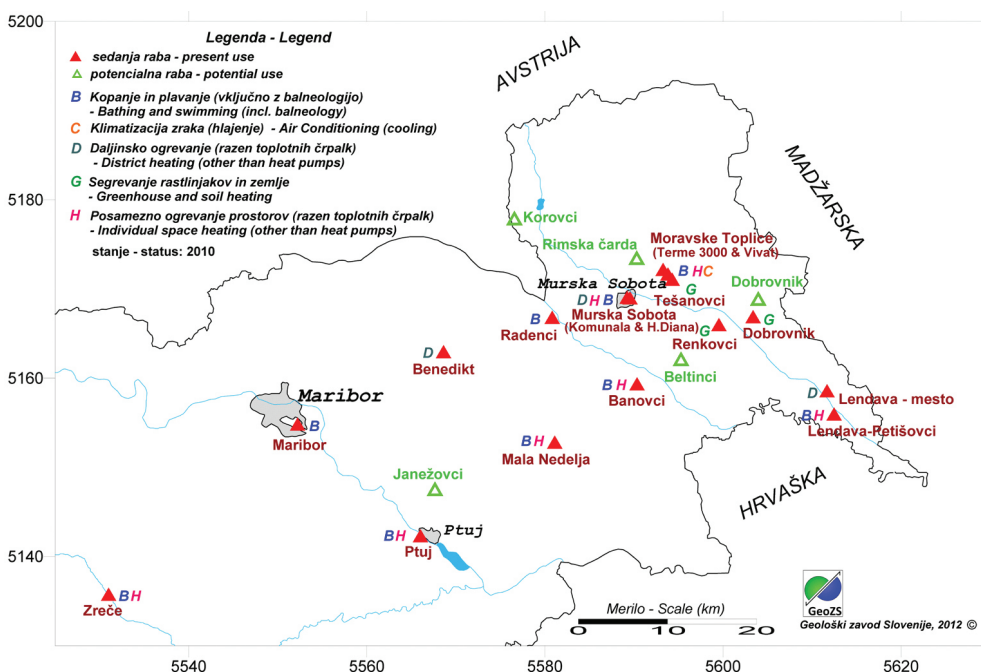 5200
5180
5160
5140
Legenda - Legend
sedanja raba - present use
potencialna raba - potential use
B Kopanje in plavanje (vključno z balneologijo)
- Bathing and swimming (incl. balneology)
C Klimatizacija zraka (hlajenje) - Air Conditioning (cooling)
D Daljinsko ogrevanje (razen toplotnih črpalk)
- District heating (other than heat pumps)
G Segrevanje rastlinjakov in zemlje
- Greenhouse and soil heating
H Posamezno ogrevanje prostorov (razen toplotnih črpalk)
- Individual space heating (other than heat pumps)
stanje - status: 2010
AVSTRIJA
MADŽARSKA
HRVAŠKA
Korovci
Rimska čarda
Moravske Toplice
(Terme 3000 & Vivat)
B H C
G
Tešanovci
Murska Sobota
D H B
Murska Sobota
(Komunala & H.Diana)
Dobrovnik
G
Dobrovnik
G
Renkovci
B
Radenci
D
Benedikt
Beltinci
B H
Banovci
D
Lendava - mesto
B H
Lendava-Petišovci
Maribor
B
Maribor
B H
Mala Nedelja
Janežovci
Ptuj
B H
Ptuj
B H
Zreče
Merilo - Scale (km)
0 10 20
GeoZS
Geološki zavod Slovenije, 2012 ©
5540 5560 5580 5600 5620